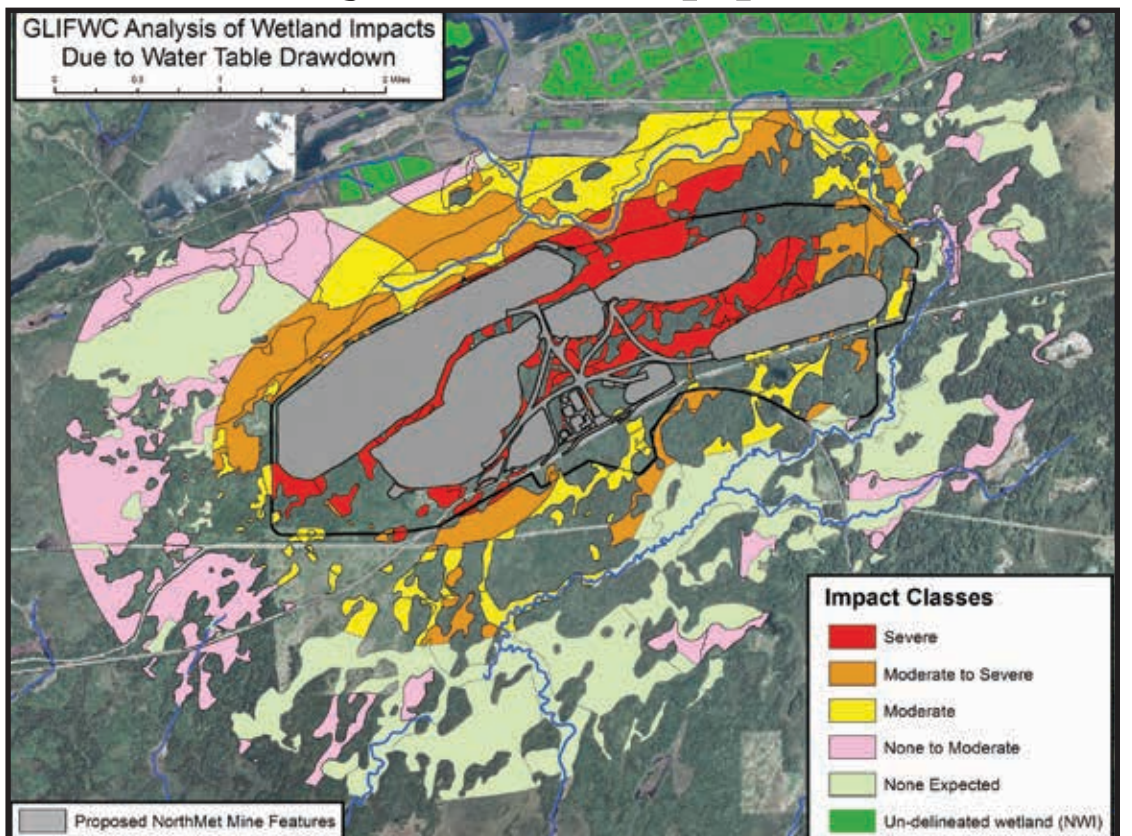 GLIFWC Analysis of Wetland Impacts
Due to Water Table Drawdown
0 0.5 1 2 Miles
Impact Classes
Severe
Moderate to Severe
Moderate
None to Moderate
None Expected
Un-delineated wetland (NWI)
Proposed NorthMet Mine Features